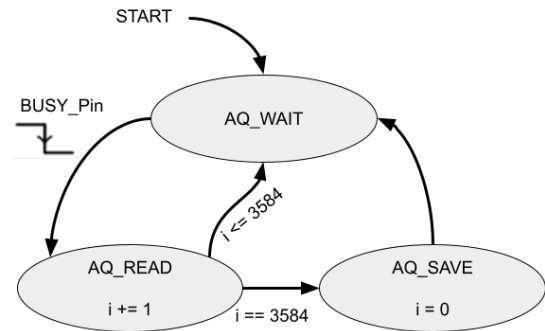 START
BUSY_Pin
AQ_WAIT
i <= 3584
AQ_READ
i += 1
i == 3584
AQ_SAVE
i = 0